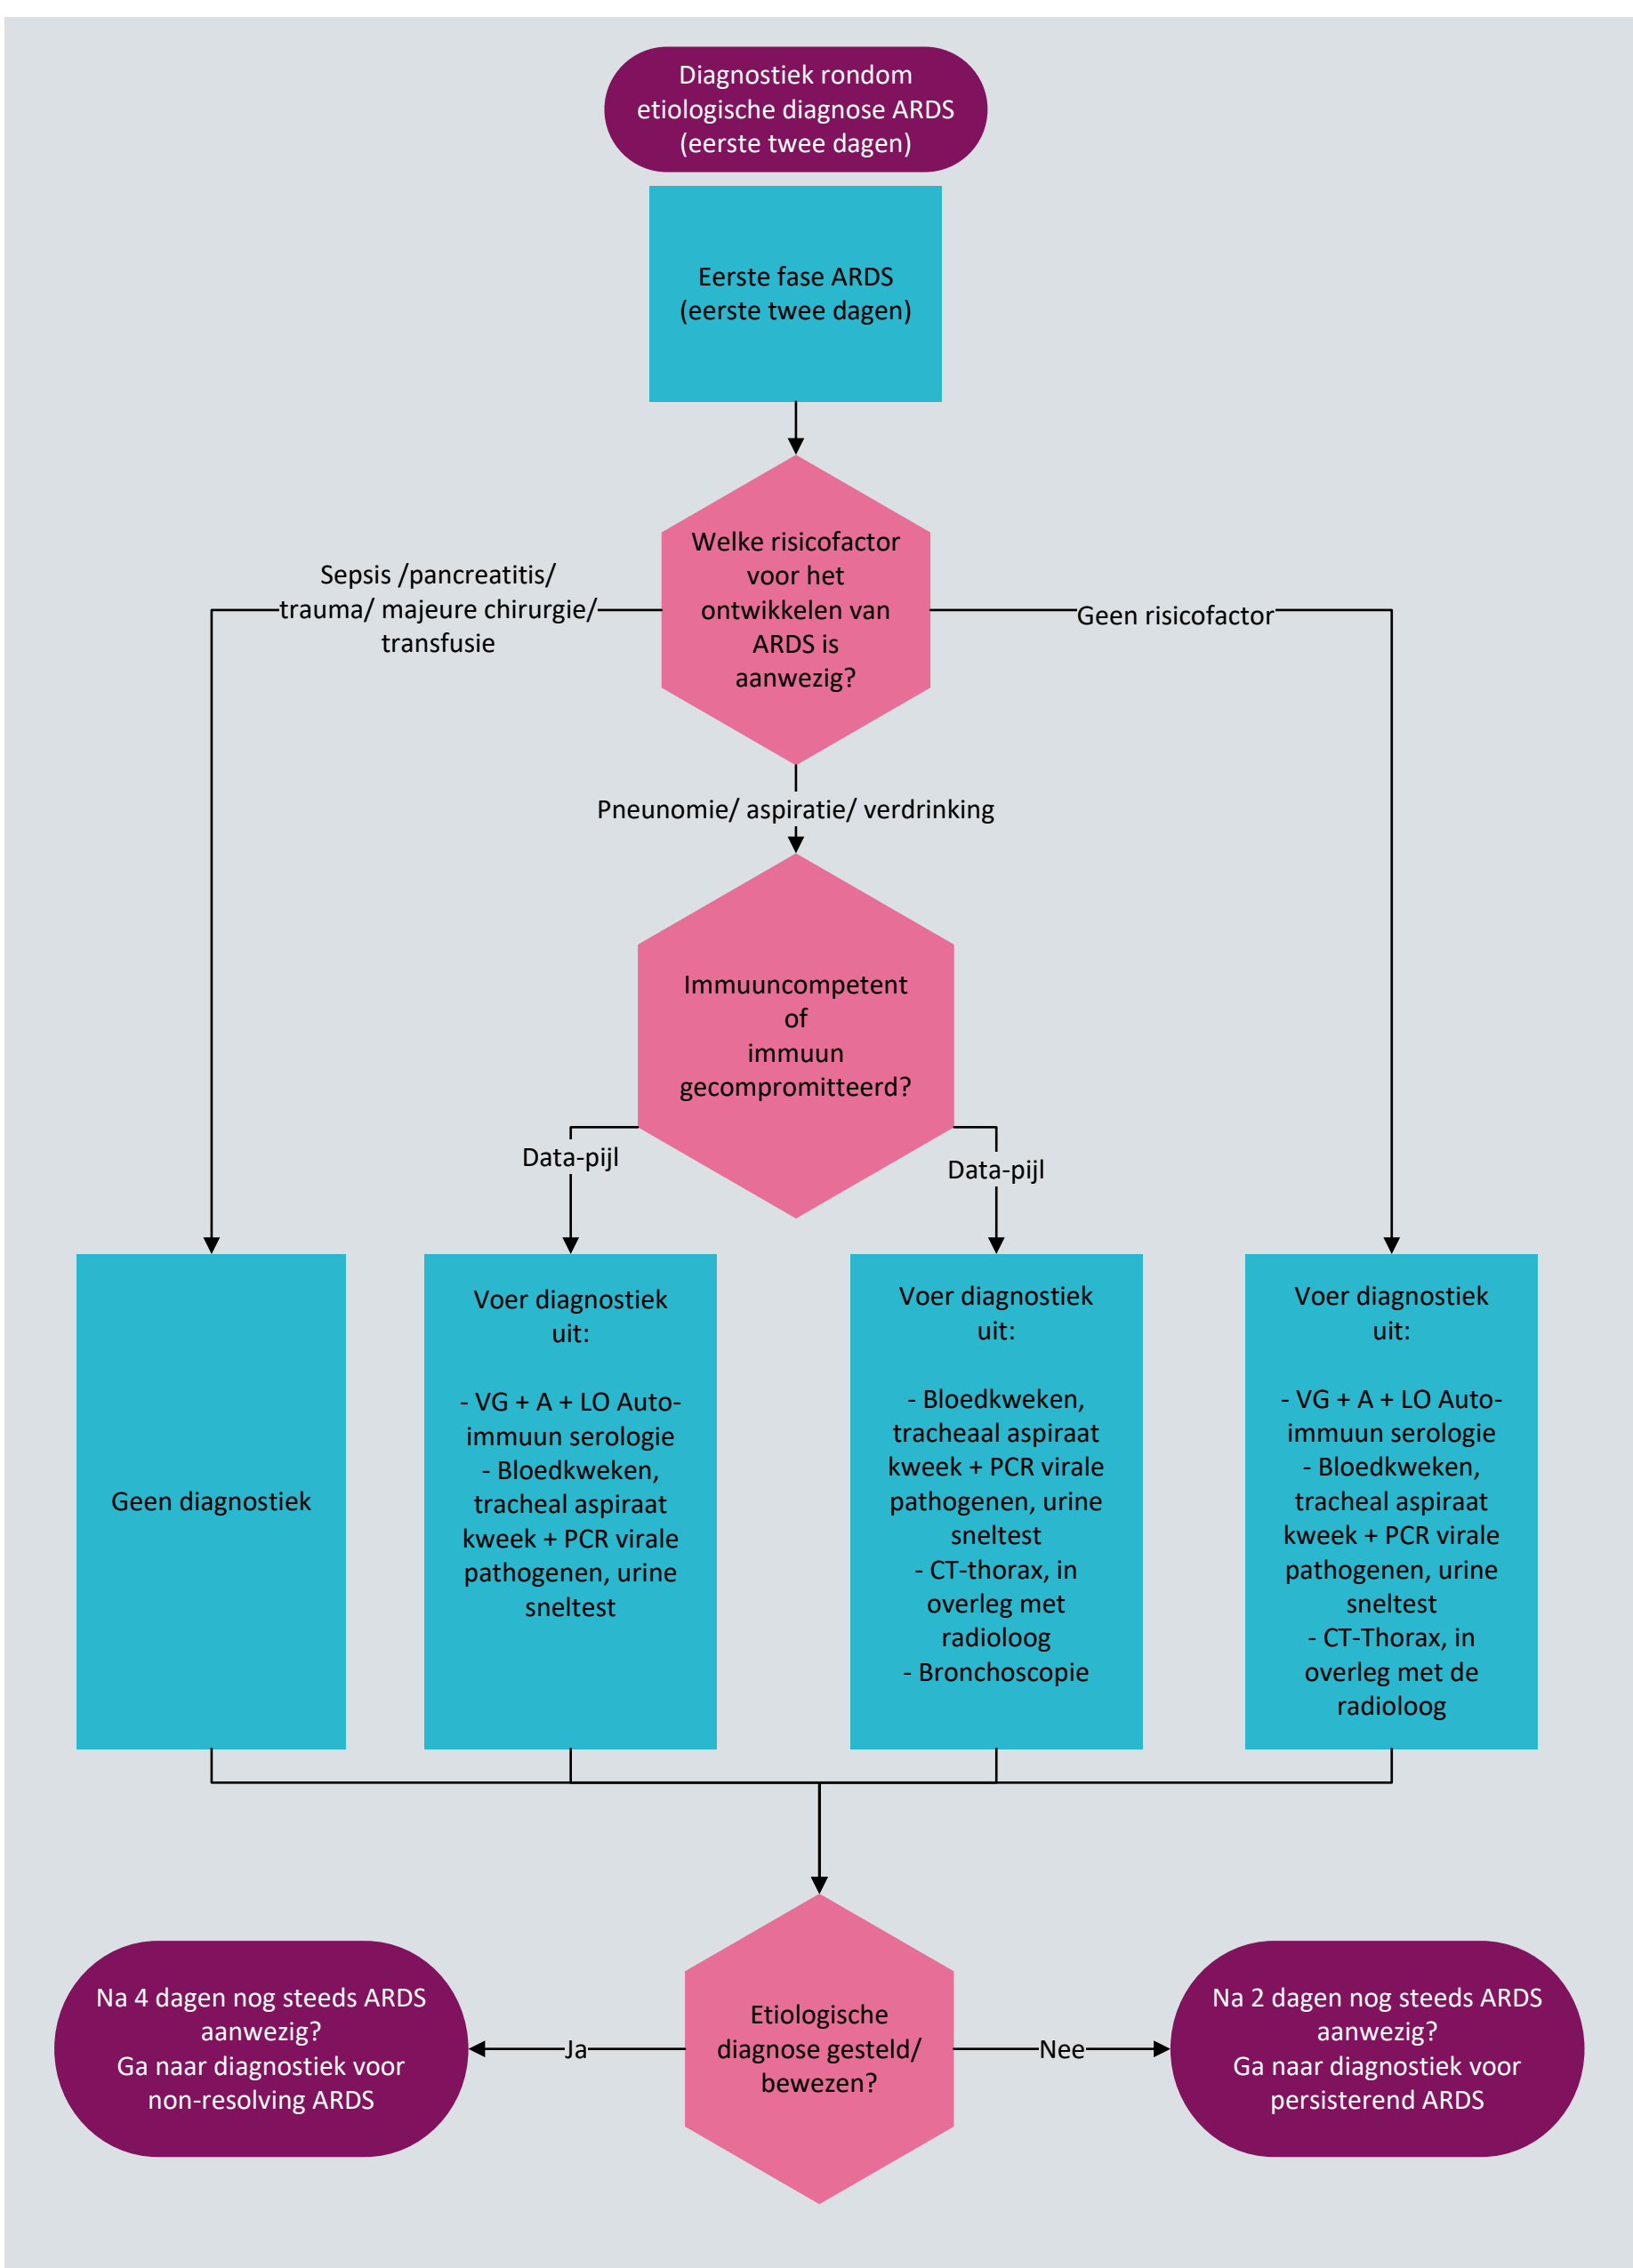 Diagnostiek rondom
etiologische diagnose ARDS
(eerste twee dagen)
Eerste fase ARDS
(eerste twee dagen)
Welke risicofactor
voor het
ontwikkelen van
ARDS is
aanwezig?
Sepsis /pancreatitis/
trauma/ majeure chirurgie/
transfusie
Geen risicofactor
Pneunomie/ aspiratie/ verdrinking
Immuuncompetent
of
immuun
gecompromitteerd?
Data-pijl
Data-pijl
Geen diagnostiek
Voer diagnostiek
uit:
- VG + A + LO Auto-
immuun serologie
- Bloedkweken,
tracheal aspiraat
kweek + PCR virale
pathogenen, urine
sneltest
Voer diagnostiek
uit:
- Bloedkweken,
tracheaal aspiraat
kweek + PCR virale
pathogenen, urine
sneltest
- CT-thorax, in
overleg met
radioloog
- Bronchoscopie
Voer diagnostiek
uit:
- VG + A + LO Auto-
immuun serologie
- Bloedkweken,
tracheal aspiraat
kweek + PCR virale
pathogenen, urine
sneltest
- CT-Thorax, in
overleg met de
radioloog
Na 4 dagen nog steeds ARDS
aanwezig?
Ga naar diagnostiek voor
non-resolving ARDS
Ja
Etiologische
diagnose gesteld/
bewezen?
Nee
Na 2 dagen nog steeds ARDS
aanwezig?
Ga naar diagnostiek voor
persisterend ARDS